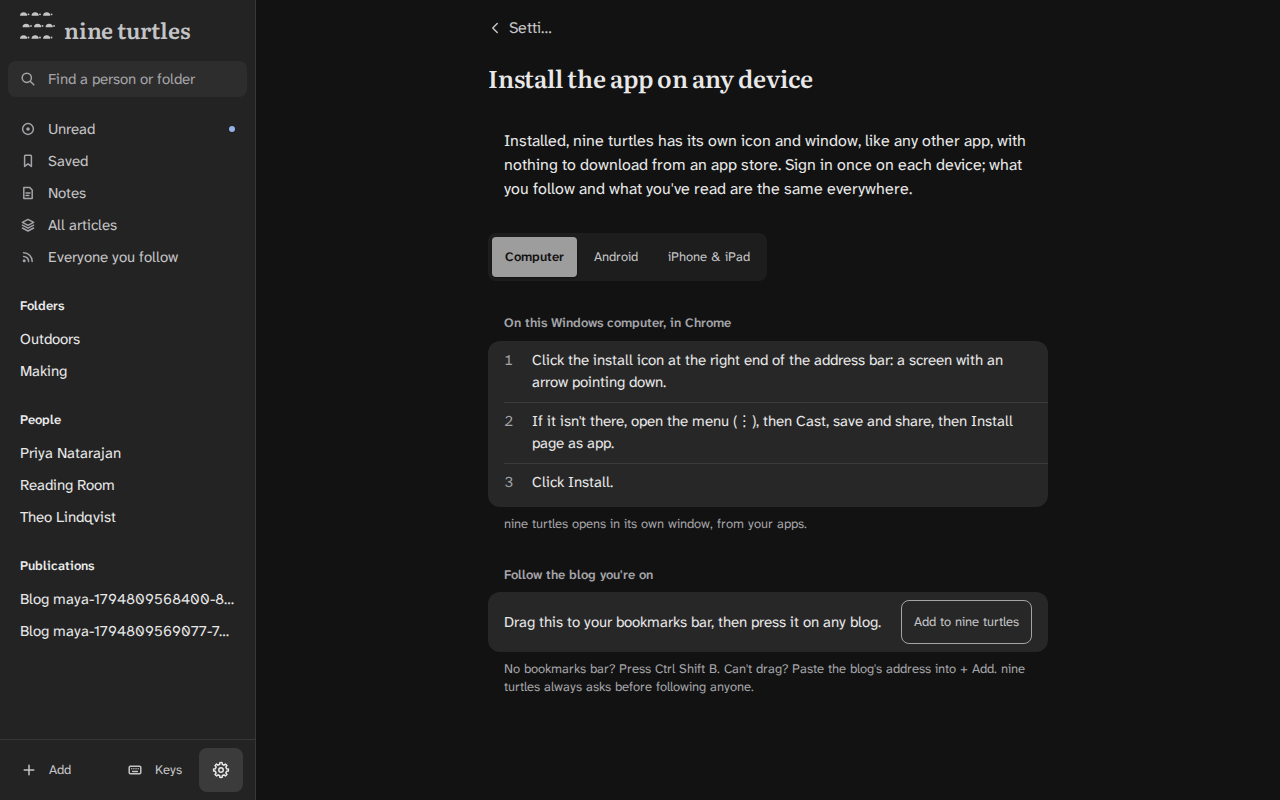 nine turtles
Find a person or folder
Unread
Saved
Notes
All articles
Everyone you follow
Folders
Outdoors
Making
People
Priya Natarajan
Reading Room
Theo Lindqvist
Publications
Blog maya-1794809568400-8...
Blog maya-1794809569077-7...
Add
Keys
Setti...
Install the app on any device
Installed, nine turtles has its own icon and window, like any other app, with
nothing to download from an app store. Sign in once on each device; what
you follow and what you've read are the same everywhere.
Computer
Android
iPhone & iPad
On this Windows computer, in Chrome
1 Click the install icon at the right end of the address bar: a screen with an
arrow pointing down.
2 If it isn't there, open the menu (⋮), then Cast, save and share, then Install
page as app.
3 Click Install.
nine turtles opens in its own window, from your apps.
Follow the blog you're on
Drag this to your bookmarks bar, then press it on any blog.
Add to nine turtles
No bookmarks bar? Press Ctrl Shift B. Can't drag? Paste the blog's address into + Add. nine
turtles always asks before following anyone.